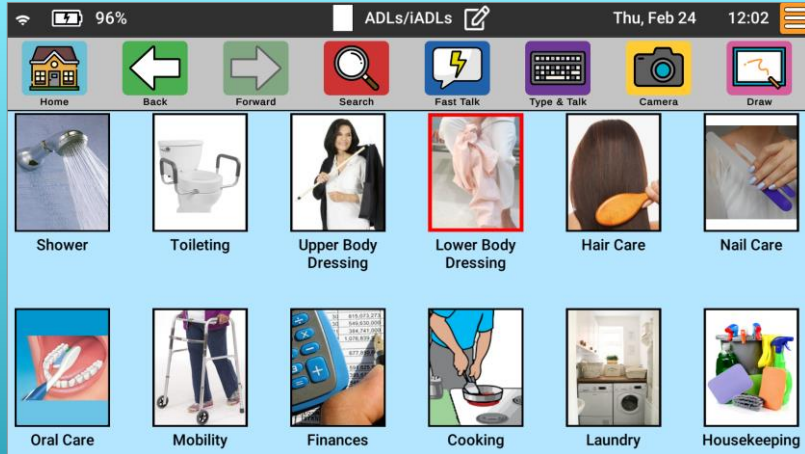 96%
ADLs/iADLs
Thu, Feb 24
12:02
Home
Back
Forward
Search
Fast Talk
Type & Talk
Camera
Draw
Shower
Toileting
Upper Body
Dressing
Lower Body
Dressing
Hair Care
Nail Care
Oral Care
Mobility
Finances
Cooking
Laundry
Housekeeping